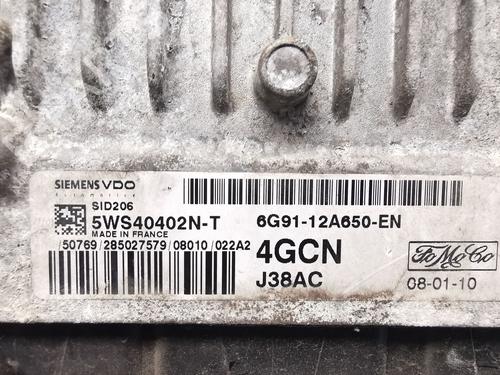 SIEMENS VDO
Automotive
SID206
5WS40402N-T
6G91-12A650-EN
MADE IN FRANCE
/50769/285027579/08010/022A2
4GCN
J38AC
FoMoCo
08-01-10